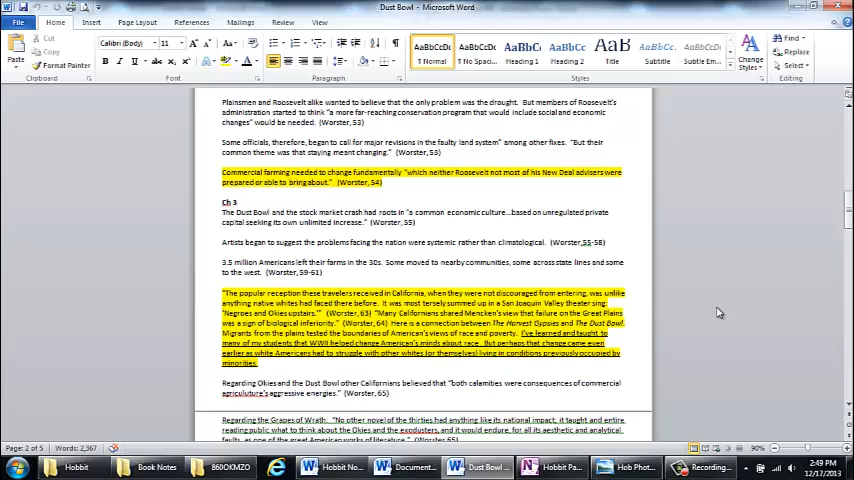 Dust Bowl - Microsoft Word
File Home Insert Page Layout References Mailings Review View
Cut
Copy
Format Painter
Paste
Calibri (Body) 11
AaBbCcDc AaBbCcDc AaBbC AaBbCc AaB AaBbCc. AaBbCcDc
¶ Normal ¶ No Spaci... Heading 1 Heading 2 Title Subtitle Subtle Em...
Change Styles
Find
Replace
Select
Clipboard Font Paragraph Styles Editing
Plainsmen and Roosevelt alike wanted to believe that the only problem was the drought. But members of Roosevelt's
administration started to think "a more far-reaching conservation program that would include social and economic
changes" would be needed. (Worster, 53)
Some officials, therefore, began to call for major revisions in the faulty land system" among other fixes. "But their
common theme was that staying meant changing." (Worster, 53)
Commercial farming needed to change fundamentally "which neither Roosevelt not most of his New Deal advisers were
prepared or able to bring about." (Worster, 54)
Ch 3
The Dust Bowl and the stock market crash had roots in "a common economic culture...based on unregulated private
capital seeking its own unlimited increase." (Worster, 55)
Artists began to suggest the problems facing the nation were systemic rather than climatological. (Worster,55-58)
3.5 million Americans left their farms in the 30s. Some moved to nearby communities, some across state lines and some
to the west. (Worster, 59-61)
"The popular reception these travelers received in California, when they were not discouraged from entering, was unlike
anything native whites had faced there before. It was most tersely summed up in a San Joaquin Valley theater sing:
'Negroes and Okies upstairs.'" (Worster, 63) "Many Californians shared Mencken's view that failure on the Great Plains
was a sign of biological inferiority." (Worster, 64) Here is a connection between The Harvest Gypsies and The Dust Bowl.
Migrants from the plains tested the boundaries of American's views of race and poverty. I've learned and taught to
many of my students that WWII helped change American's minds about race. But perhaps that change came even
earlier as white Americans had to struggle with other whites (or themselves) living in conditions previously occupied by
minorities.
Regarding Okies and the Dust Bowl other Californians believed that "both calamities were consequences of commercial
agriculuture's aggressive energies." (Worster, 65)
Regarding the Grapes of Wrath: "No other novel of the thirties had anything like its national impact; it taught and entire
reading public what to think about the Okies and the exodusters, and it would endure, for all its aesthetic and analytical
faults, as one of the great American works of literature." (Worster, 65)
Page: 2 of 5 Words: 2,367 90%
Hobbit Book Notes 860OKMZO Hobbit No... Document... Dust Bowl ... Hobbit Pa... Hob Phot... Recording...
2:49 PM
12/17/2013